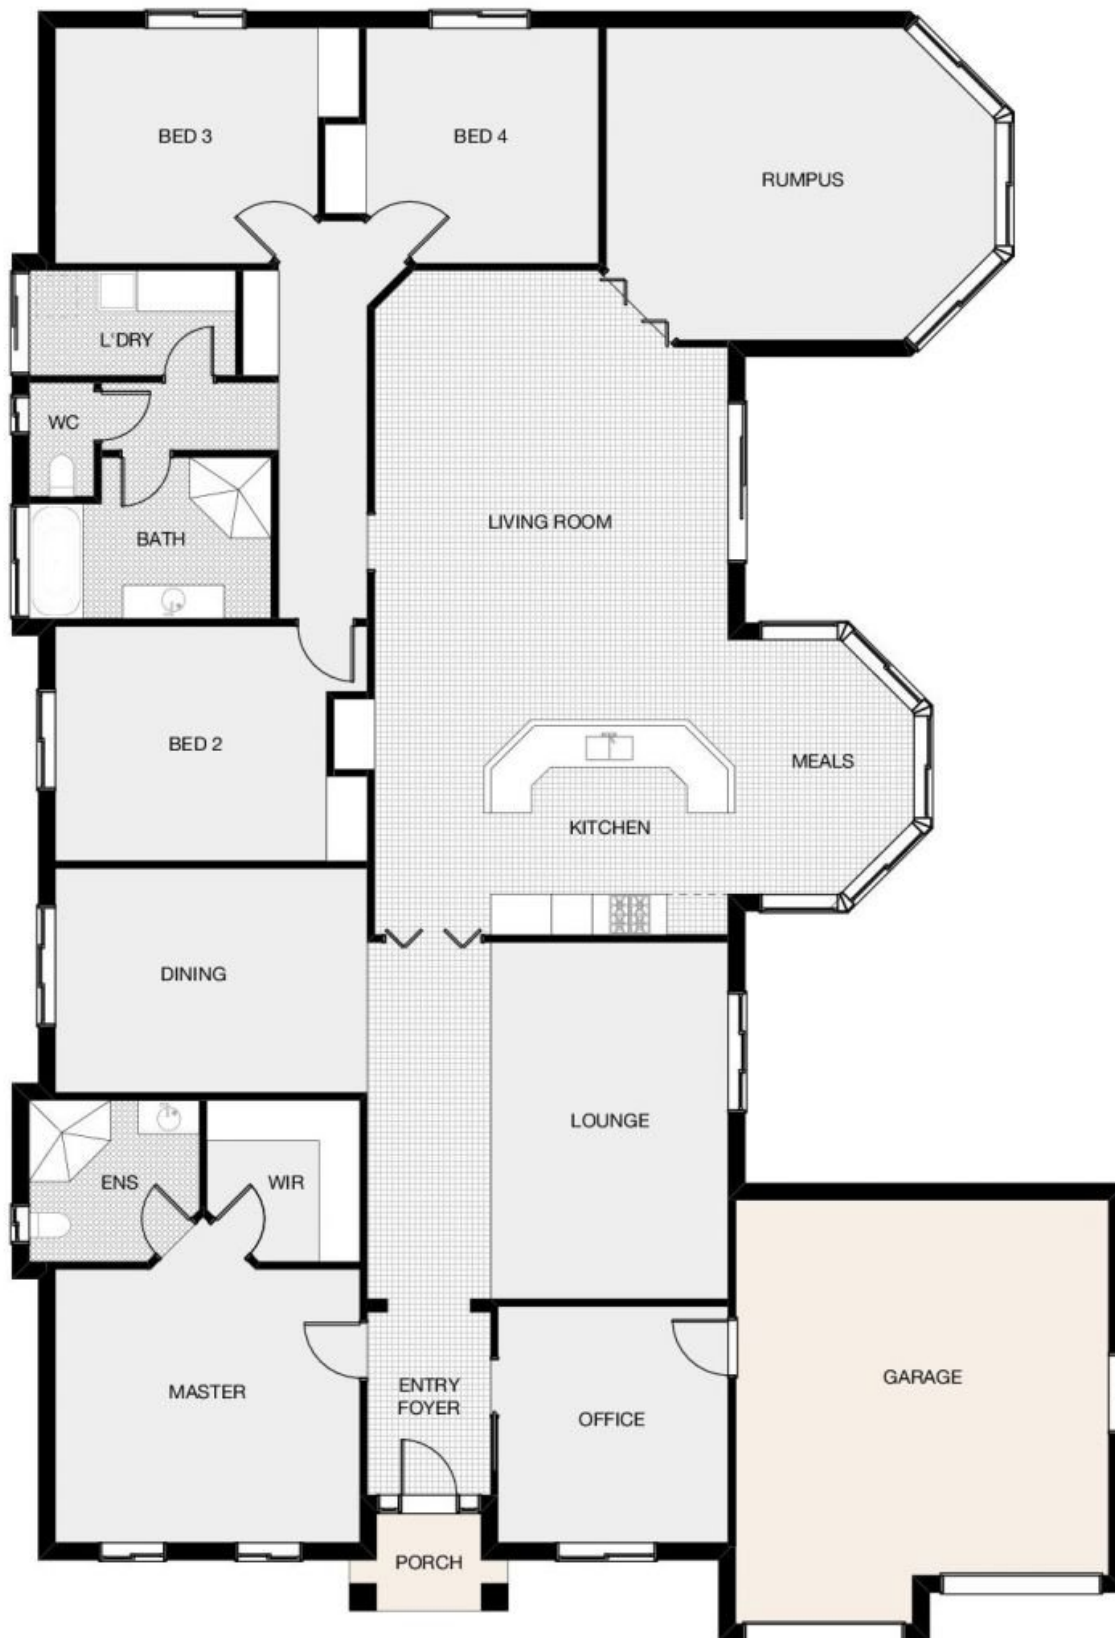 BED 3
BED 4
RUMPUS
L'DRY
WC
LIVING ROOM
BATH
BED 2
MEALS
KITCHEN
DINING
LOUNGE
ENS
WIR
MASTER
ENTRY
FOYER
OFFICE
GARAGE
PORCH